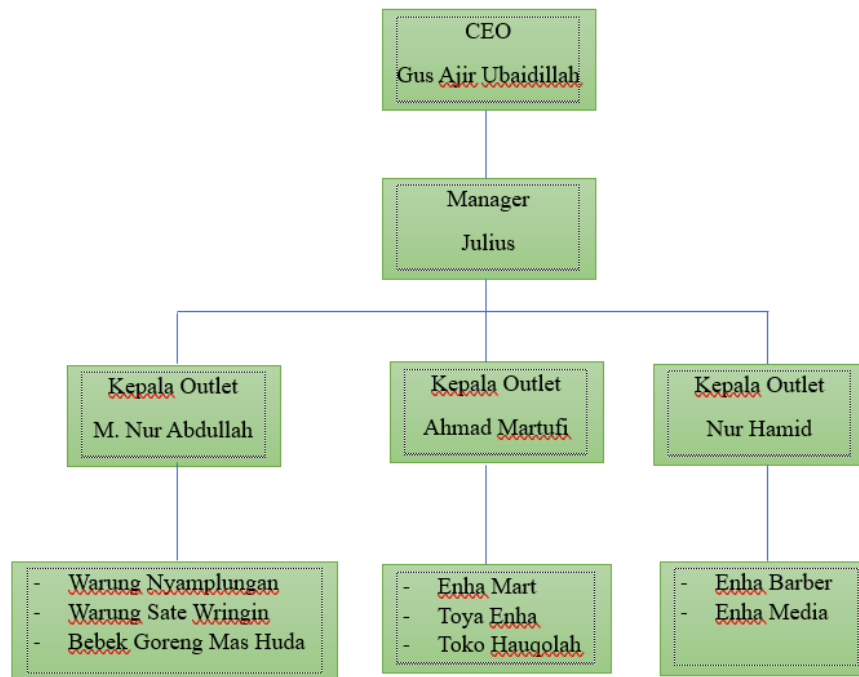 CEO
Gus Ajir Ubaidillah
Manager
Julius
Kepala Outlet
M. Nur Abdullah
Kepala Outlet
Ahmad Martufi
Kepala Outlet
Nur Hamid
- Warung Nyamplungan
- Warung Sate Wringin
- Bebek Goreng Mas Huda
- Enha Mart
- Toya Enha
- Toko Hauqolah
- Enha Barber
- Enha Media